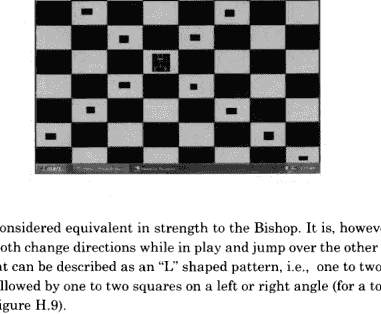 onsidered equivalent in strength to the Bishop. It is, howeve
oth change directions while in play and jump over the other
at can be described as an “L” shaped pattern, i.e., one to two
llowed by one to two squares on a left or right angle (for a to
igure H.9).